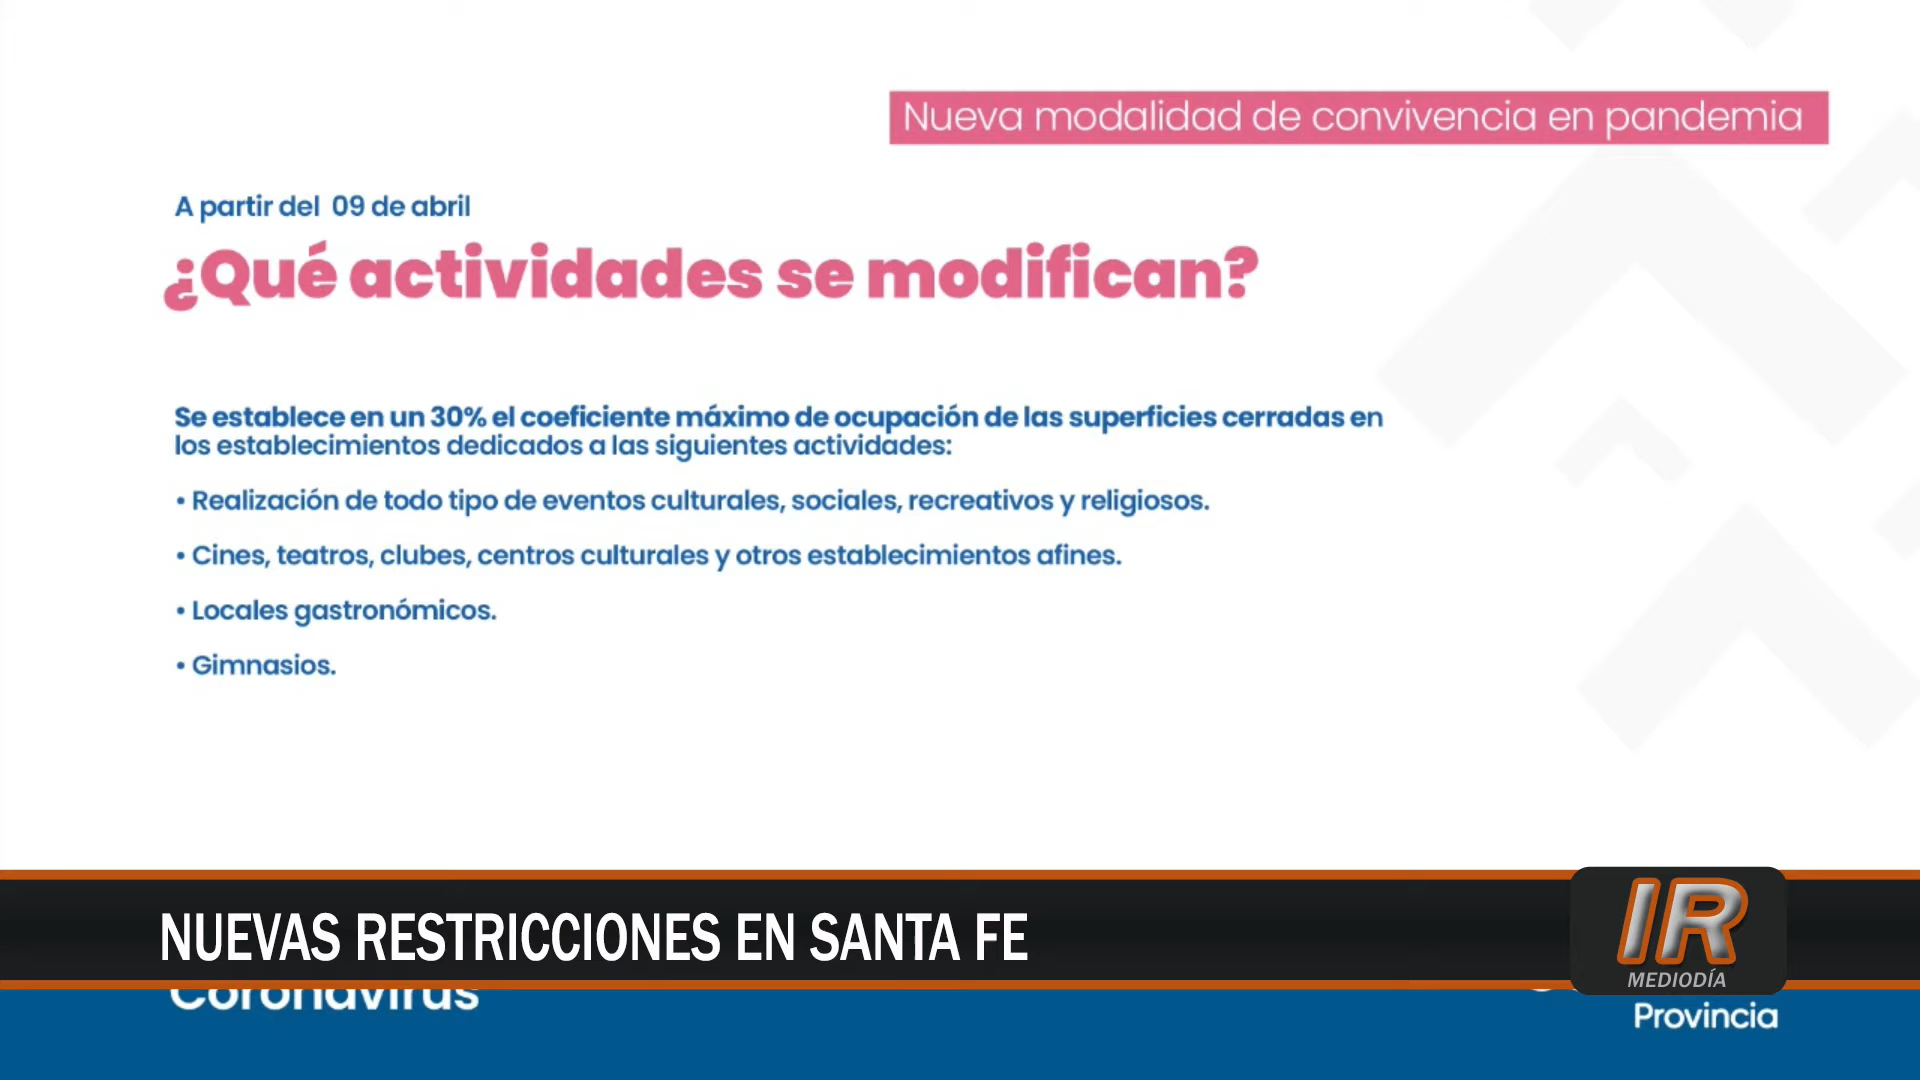 Nueva modalidad de convivencia en pandemia
A partir del 09 de abril
¿Qué actividades se modifican?
Se establece en un 30% el coeficiente máximo de ocupación de las superficies cerradas en
los establecimientos dedicados a las siguientes actividades:
• Realización de todo tipo de eventos culturales, sociales, recreativos y religiosos.
• Cines, teatros, clubes, centros culturales y otros establecimientos afines.
• Locales gastronómicos.
• Gimnasios.
NUEVAS RESTRICCIONES EN SANTA FE
IR
MEDIODÍA
Coronavirus
Provincia